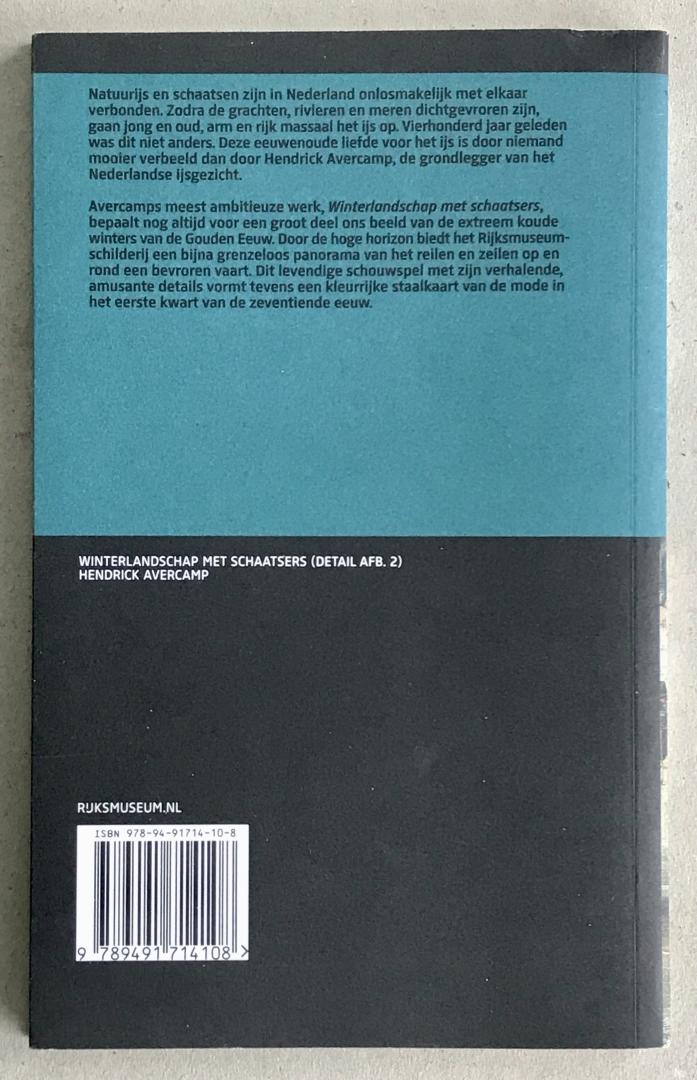 Natuurijs en schaatsen zijn in Nederland onlosmakelijk met elkaar
verbonden. Zodra de grachten, rivieren en meren dichtgevroren zijn,
gaan jong en oud, arm en rijk massaal het ijs op. Vierhonderd jaar geleden
was dit niet anders. Deze eeuwenoude liefde voor het ijs is door niemand
mooier verbeeld dan door Hendrick Avercamp, de grondlegger van het
Nederlandse ijsgezicht.
Avercamps meest ambitieuze werk, Winterlandschap met schaatsers,
bepaalt nog altijd voor een groot deel ons beeld van de extreem koude
winters van de Gouden Eeuw. Door de hoge horizon biedt het Rijksmuseum-
schilderij een bijna grenzeloos panorama van het reilen en zeilen op en
rond een bevroren vaart. Dit levendige schouwspel met zijn verhalende,
amusante details vormt tevens een kleurrijke staalkaart van de mode in
het eerste kwart van de zeventiende eeuw.
WINTERLANDSCHAP MET SCHAATSERS (DETAIL AFB. 2)
HENDRICK AVERCAMP
RIJKSMUSEUM.NL
ISBN 978-94-91714-10-8
9 789491 714108 >